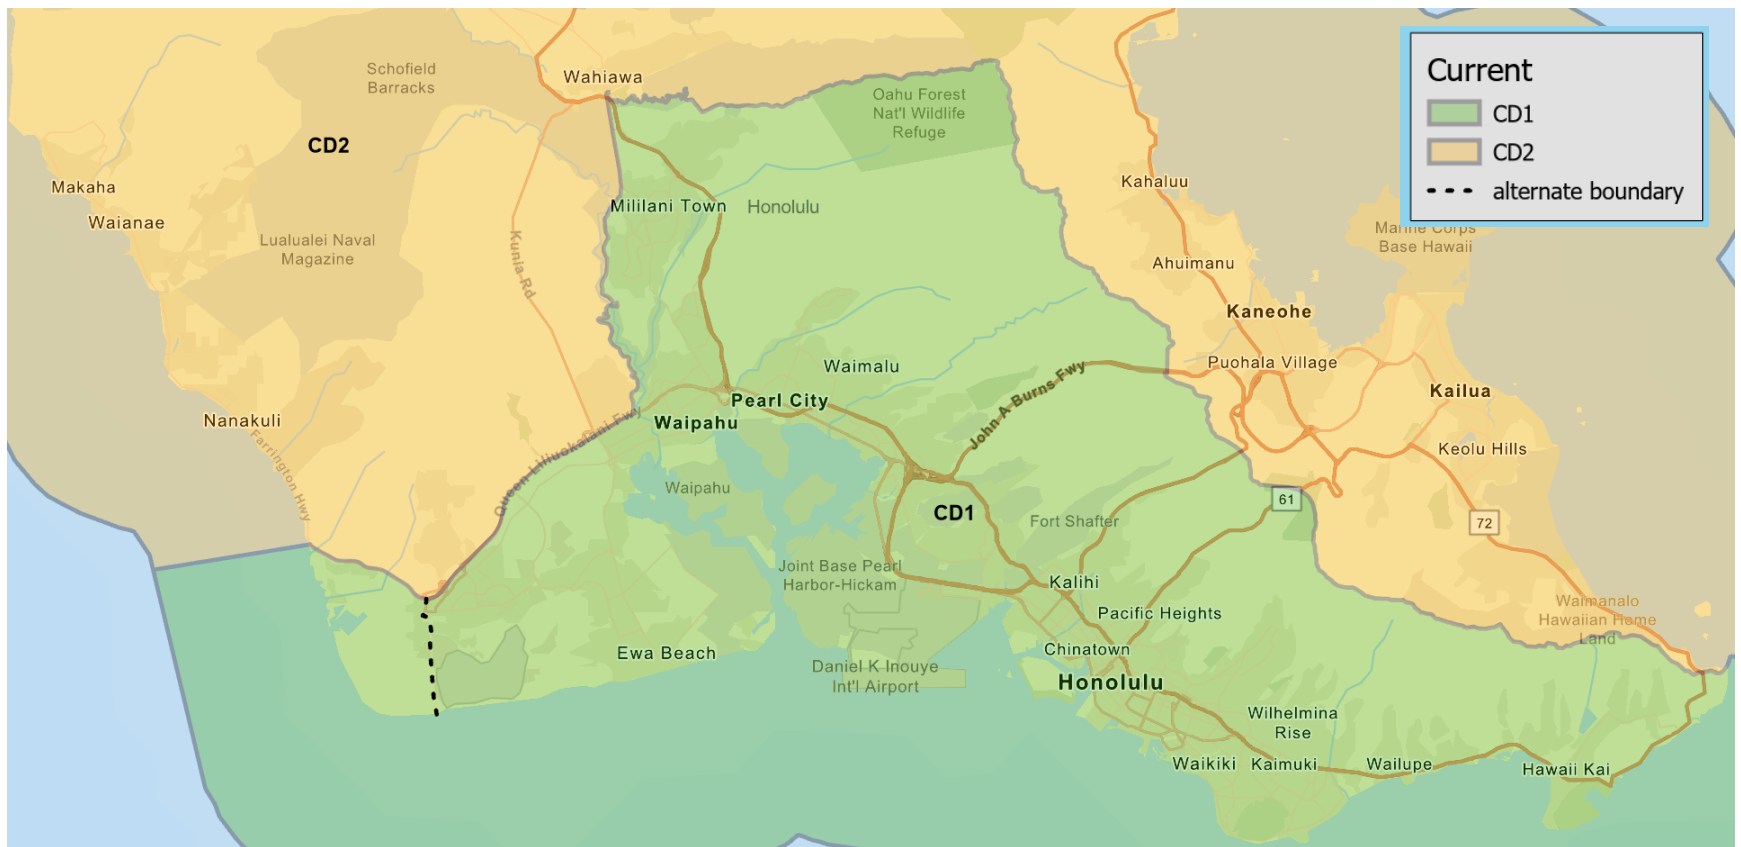 Current
CD1
CD2
alternate boundary
Schofield
Barracks
Wahiawa
Oahu Forest
Nat'l Wildlife
Refuge
CD2
Makaha
Waianae
Kahaluu
Mililani Town
Honolulu
Lualualei Naval
Magazine
Kunia Rd
Marine Corps
Base Hawaii
Ahuimanu
Kaneohe
Puohala Village
Waimalu
John A Burns Fwy
Pearl City
Kailua
Nanakuli
Waipahu
Farrington Hwy
Queen Liliuokalani Fwy
Keolu Hills
Waipahu
61
CD1
Fort Shafter
72
Joint Base Pearl
Harbor-Hickam
Kalihi
Pacific Heights
Waimanalo
Hawaiian Home
Land
Ewa Beach
Chinatown
Daniel K Inouye
Int'l Airport
Honolulu
Wilhelmina
Rise
Waikiki
Kaimuki
Wailupe
Hawaii Kai